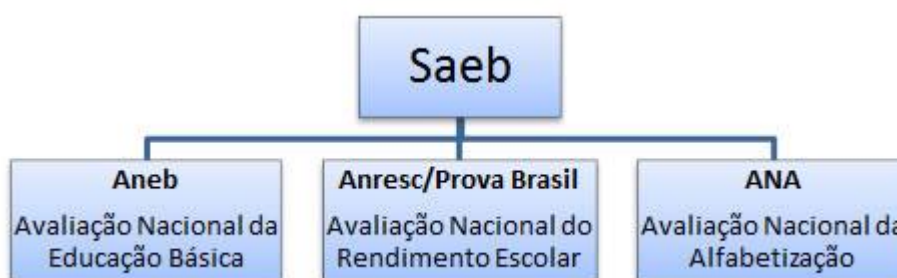 Saeb
Aneb
Avaliação Nacional da
Educação Básica
Anresc/Prova Brasil
Avaliação Nacional do
Rendimento Escolar
ANA
Avaliação Nacional da
Alfabetização